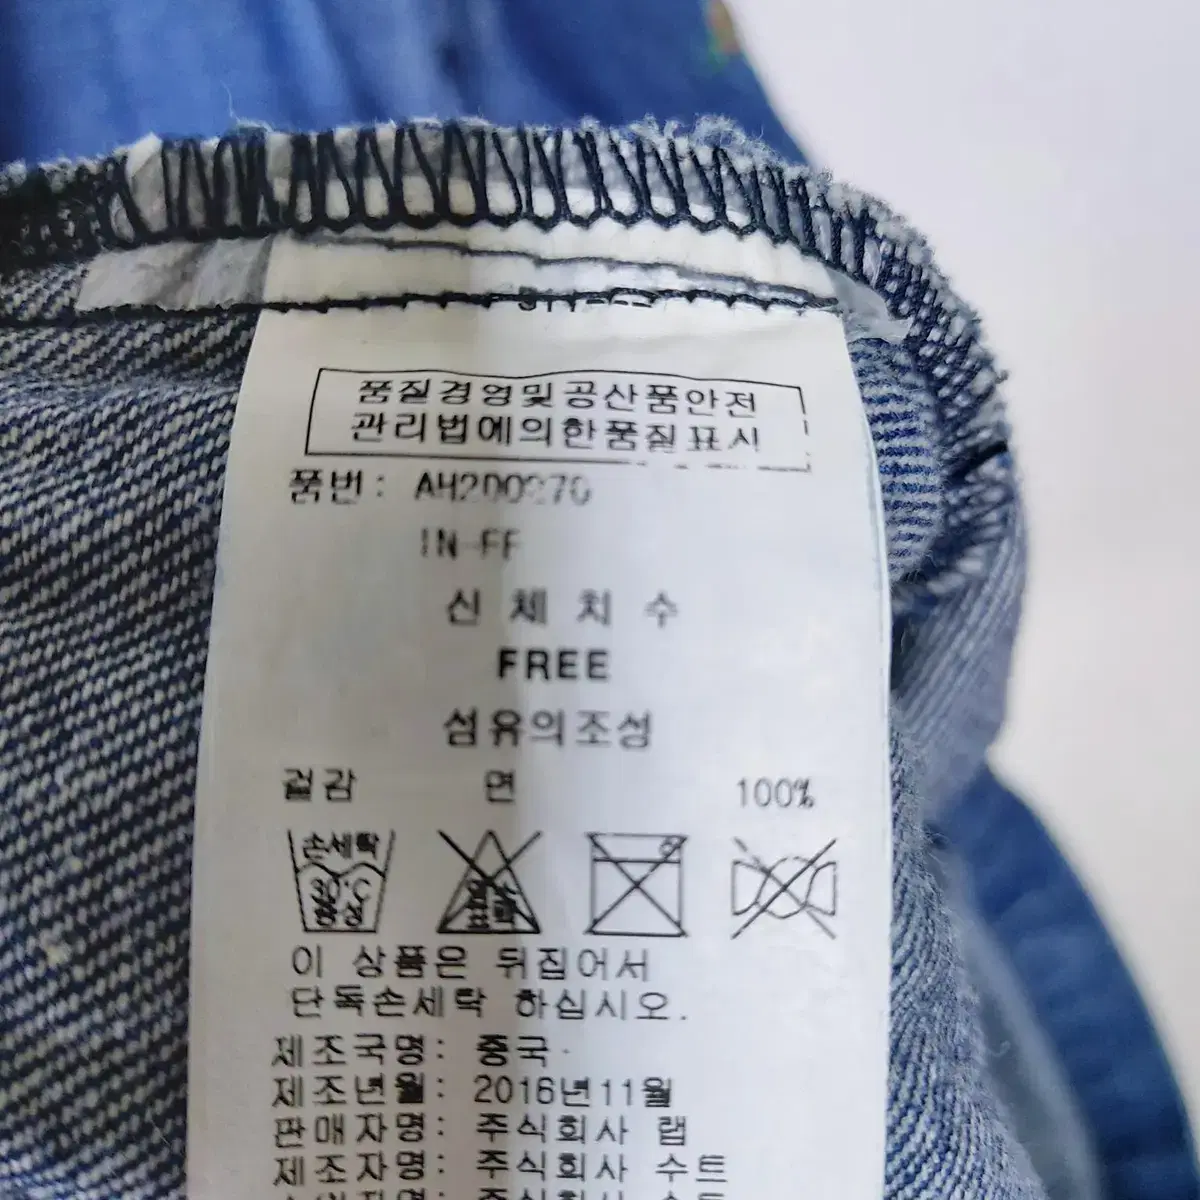 품질경영및공산품안전
관리법에의한품질표시
품번:
IN-FF
신 체 치 수
FREE
섬유의조성
겉감 면 100%
손세탁
이 상품은 뒤집어서
단독손세탁 하십시오.
제조국명: 중국
제조년월: 2016년11월
판매자명: 주식회사 랩
제조자명: 주식회사 수트